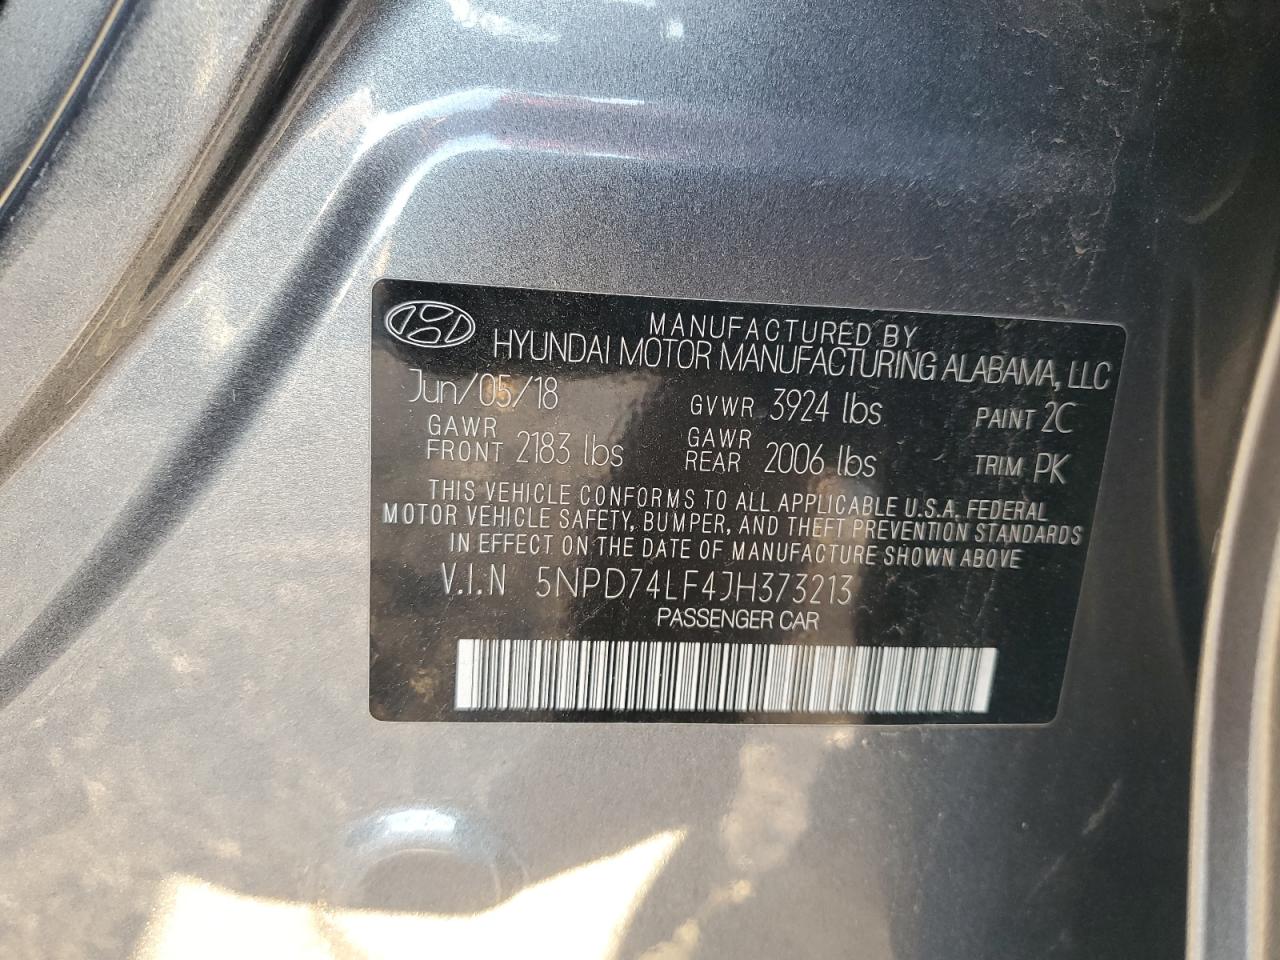 MANUFACTURED BY
HYUNDAI MOTOR MANUFACTURING ALABAMA, LLC
Jun/05/18 GVWR 3924 lbs PAINT 2C
GAWR FRONT 2183 lbs GAWR REAR 2006 lbs TRIM PK
THIS VEHICLE CONFORMS TO ALL APPLICABLE U.S.A. FEDERAL
MOTOR VEHICLE SAFETY, BUMPER, AND THEFT PREVENTION STANDARDS
IN EFFECT ON THE DATE OF MANUFACTURE SHOWN ABOVE
V.I.N 5NPD74LF4JH373213
PASSENGER CAR